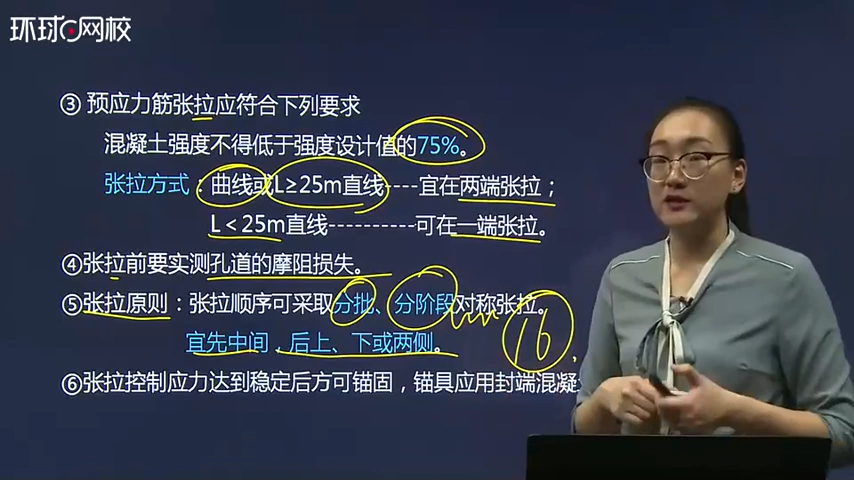 环球网校
③ 预应力筋张拉应符合下列要求
混凝土强度不得低于强度设计值的75%。
张拉方式：曲线或L≥25m直线----宜在两端张拉；
L＜25m直线----------可在一端张拉。
④张拉前要实测孔道的摩阻损失。
⑤张拉原则：张拉顺序可采取分批、分阶段对称张拉。
16
宜先中间，后上、下或两侧。
⑥张拉控制应力达到稳定后方可锚固，锚具应用封端混凝